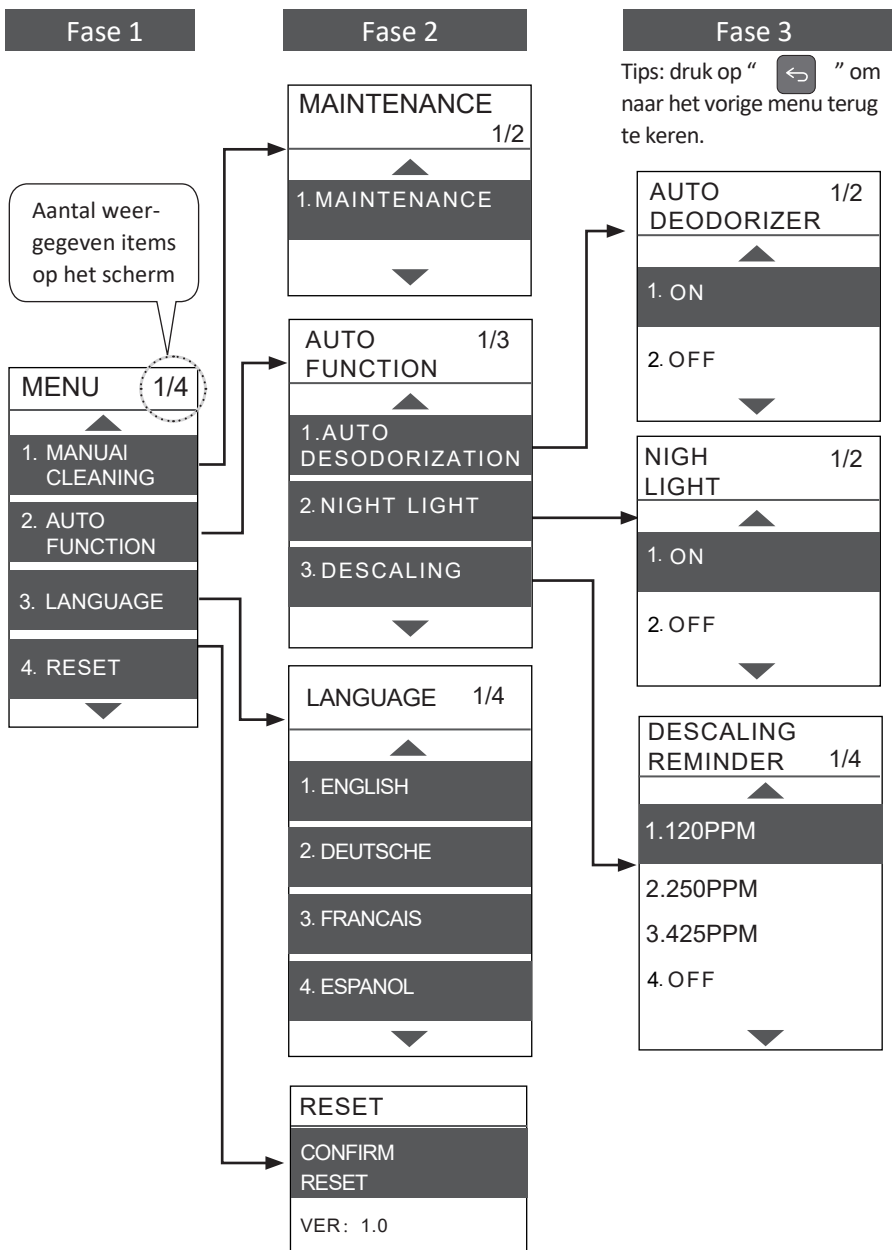 Fase 1
Fase 2
Fase 3
Tips: druk op “ ” om
naar het vorige menu terug
te keren.
Aantal weer-
gegeven items
op het scherm
MENU 1/4
1. MANUAI
CLEANING
2. AUTO
FUNCTION
3. LANGUAGE
4. RESET
MAINTENANCE
1/2
1. MAINTENANCE
AUTO 1/3
FUNCTION
1.AUTO
DESODORIZATION
2. NIGHT LIGHT
3. DESCALING
LANGUAGE 1/4
1. ENGLISH
2. DEUTSCHE
3. FRANCAIS
4. ESPANOL
RESET
CONFIRM
RESET
VER: 1.0
AUTO 1/2
DEODORIZER
1. ON
2. OFF
NIGH 1/2
LIGHT
1. ON
2. OFF
DESCALING
REMINDER 1/4
1.120PPM
2.250PPM
3.425PPM
4. OFF